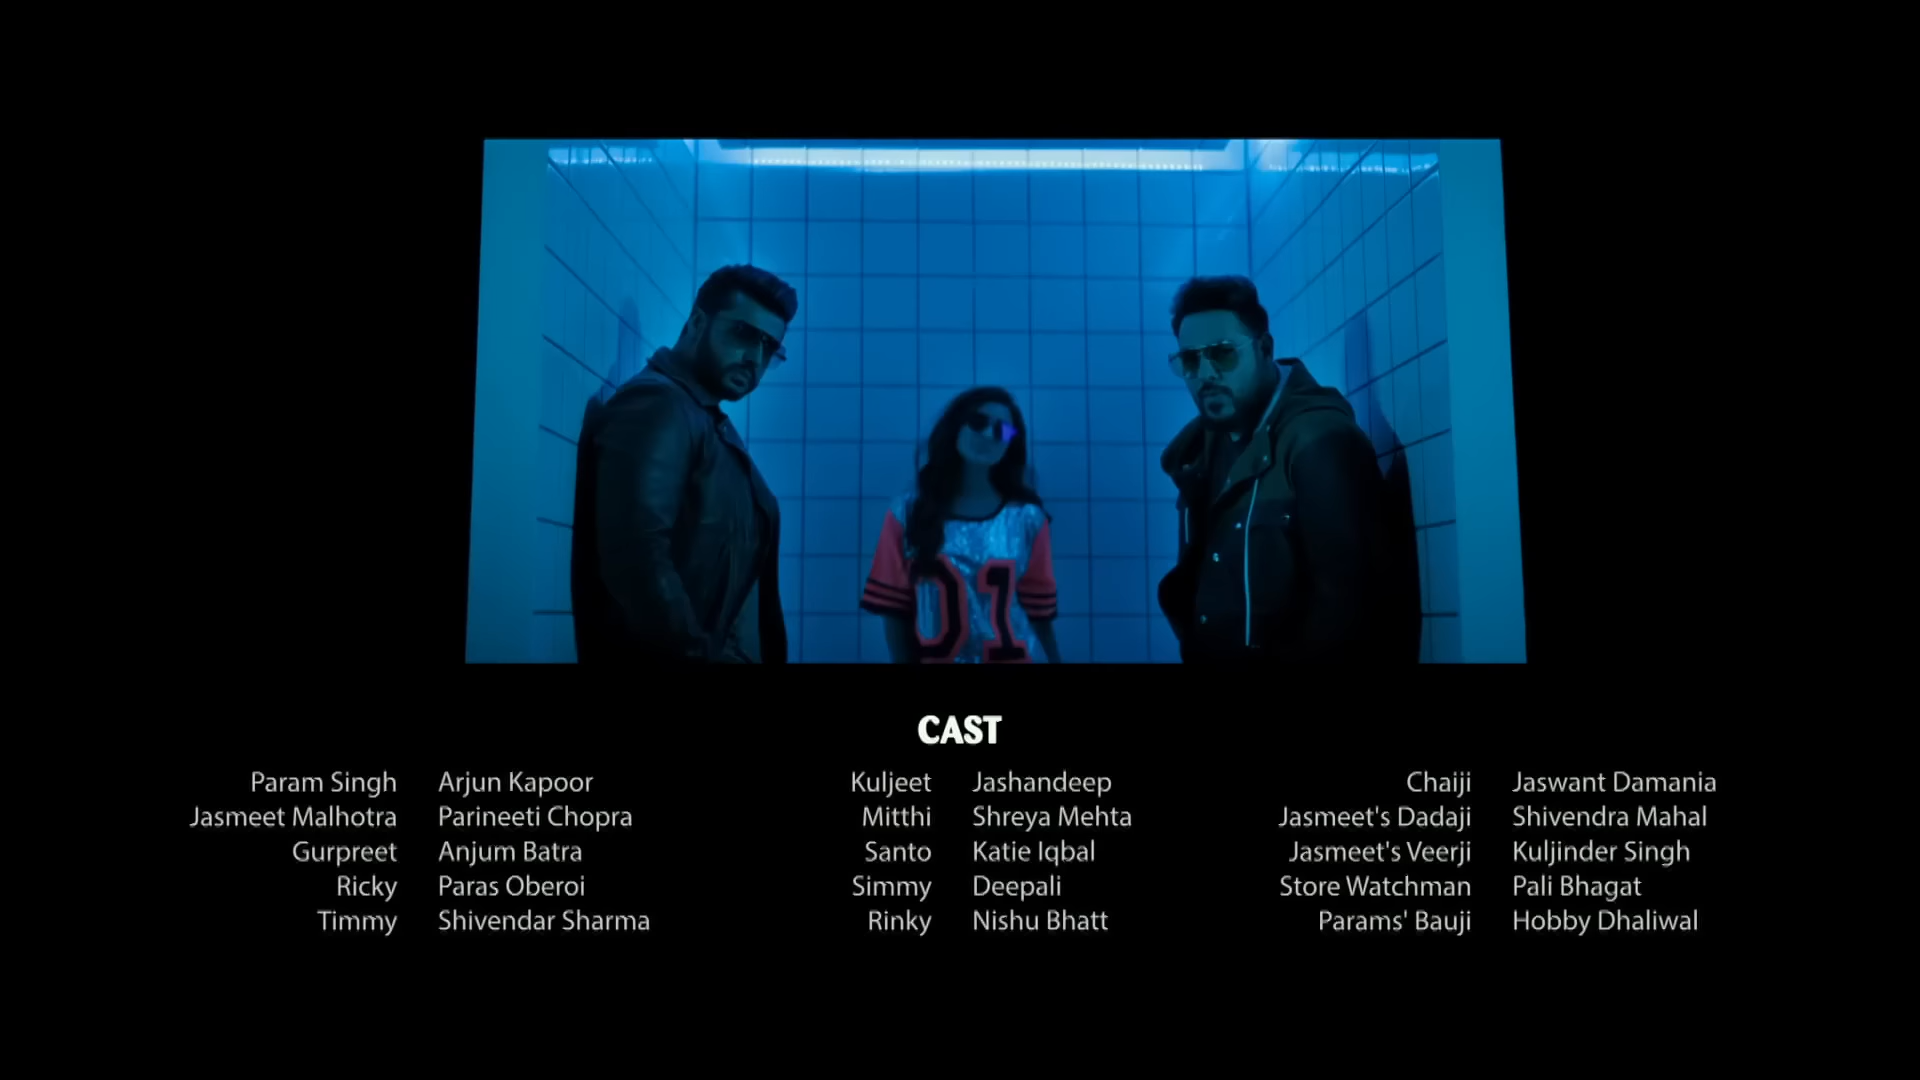 01
CAST
Param Singh Arjun Kapoor
Jasmeet Malhotra Parineeti Chopra
Gurpreet Anjum Batra
Ricky Paras Oberoi
Timmy Shivendar Sharma
Kuljeet Jashandeep
Mitthi Shreya Mehta
Santo Katie Iqbal
Simmy Deepali
Rinky Nishu Bhatt
Chaiji Jaswant Damania
Jasmeet's Dadaji Shivendra Mahal
Jasmeet's Veerji Kuljinder Singh
Store Watchman Pali Bhagat
Params' Bauji Hobby Dhaliwal